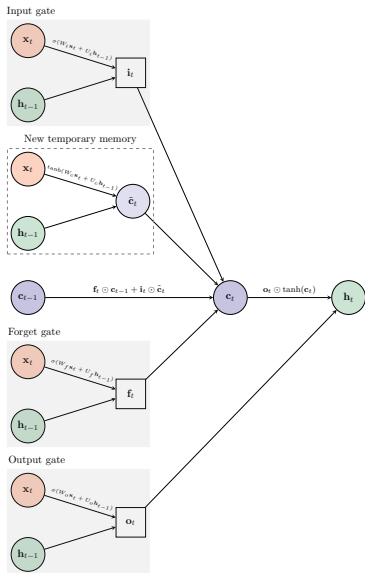 Input gate
x_t
σ(W_i x_t + U_i h_{t−1})
i_t
h_{t−1}
New temporary memory
x_t
tanh(W_c x_t + U_c h_{t−1})
c̃_t
h_{t−1}
c_{t−1}
f_t ⊙ c_{t−1} + i_t ⊙ c̃_t
c_t
o_t ⊙ tanh(c_t)
h_t
Forget gate
x_t
σ(W_f x_t + U_f h_{t−1})
f_t
h_{t−1}
Output gate
x_t
σ(W_o x_t + U_o h_{t−1})
o_t
h_{t−1}